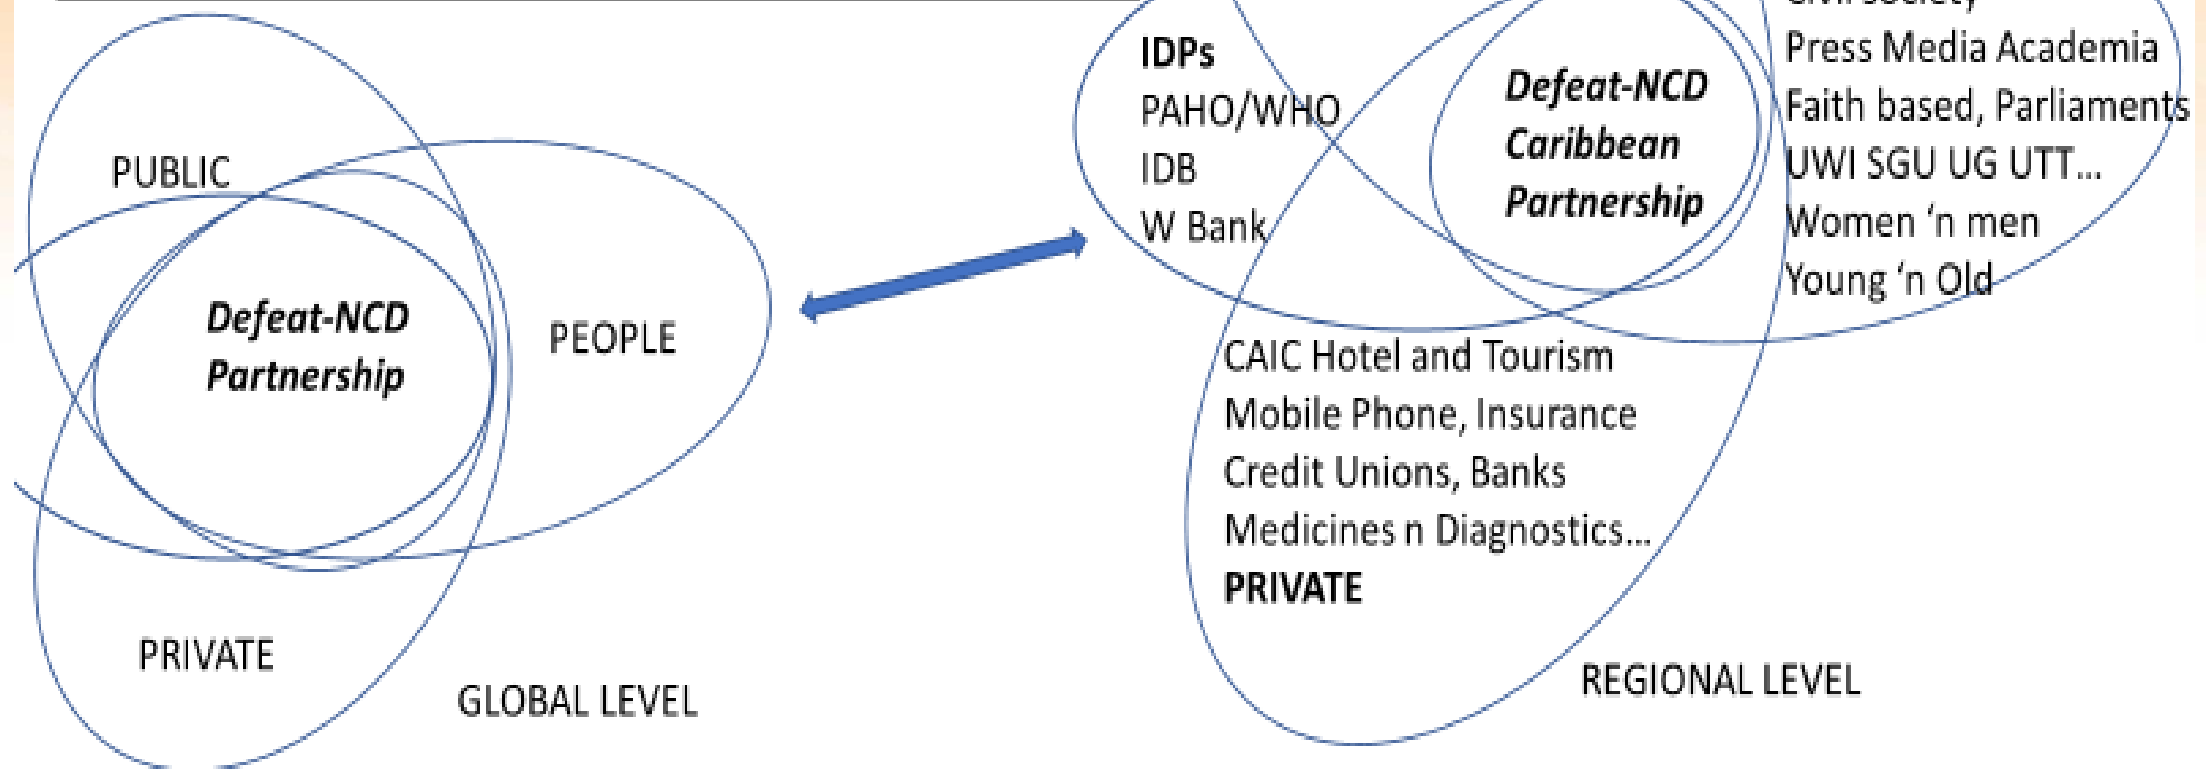 PUBLIC
Defeat-NCD
Partnership
PEOPLE
PRIVATE
GLOBAL LEVEL
IDPs
PAHO/WHO
IDB
W Bank
Defeat-NCD
Caribbean
Partnership
Civil society
Press Media Academia
Faith based, Parliaments
UWI SGU UG UTT...
Women ‘n men
Young ‘n Old
CAIC Hotel and Tourism
Mobile Phone, Insurance
Credit Unions, Banks
Medicines n Diagnostics...
PRIVATE
REGIONAL LEVEL